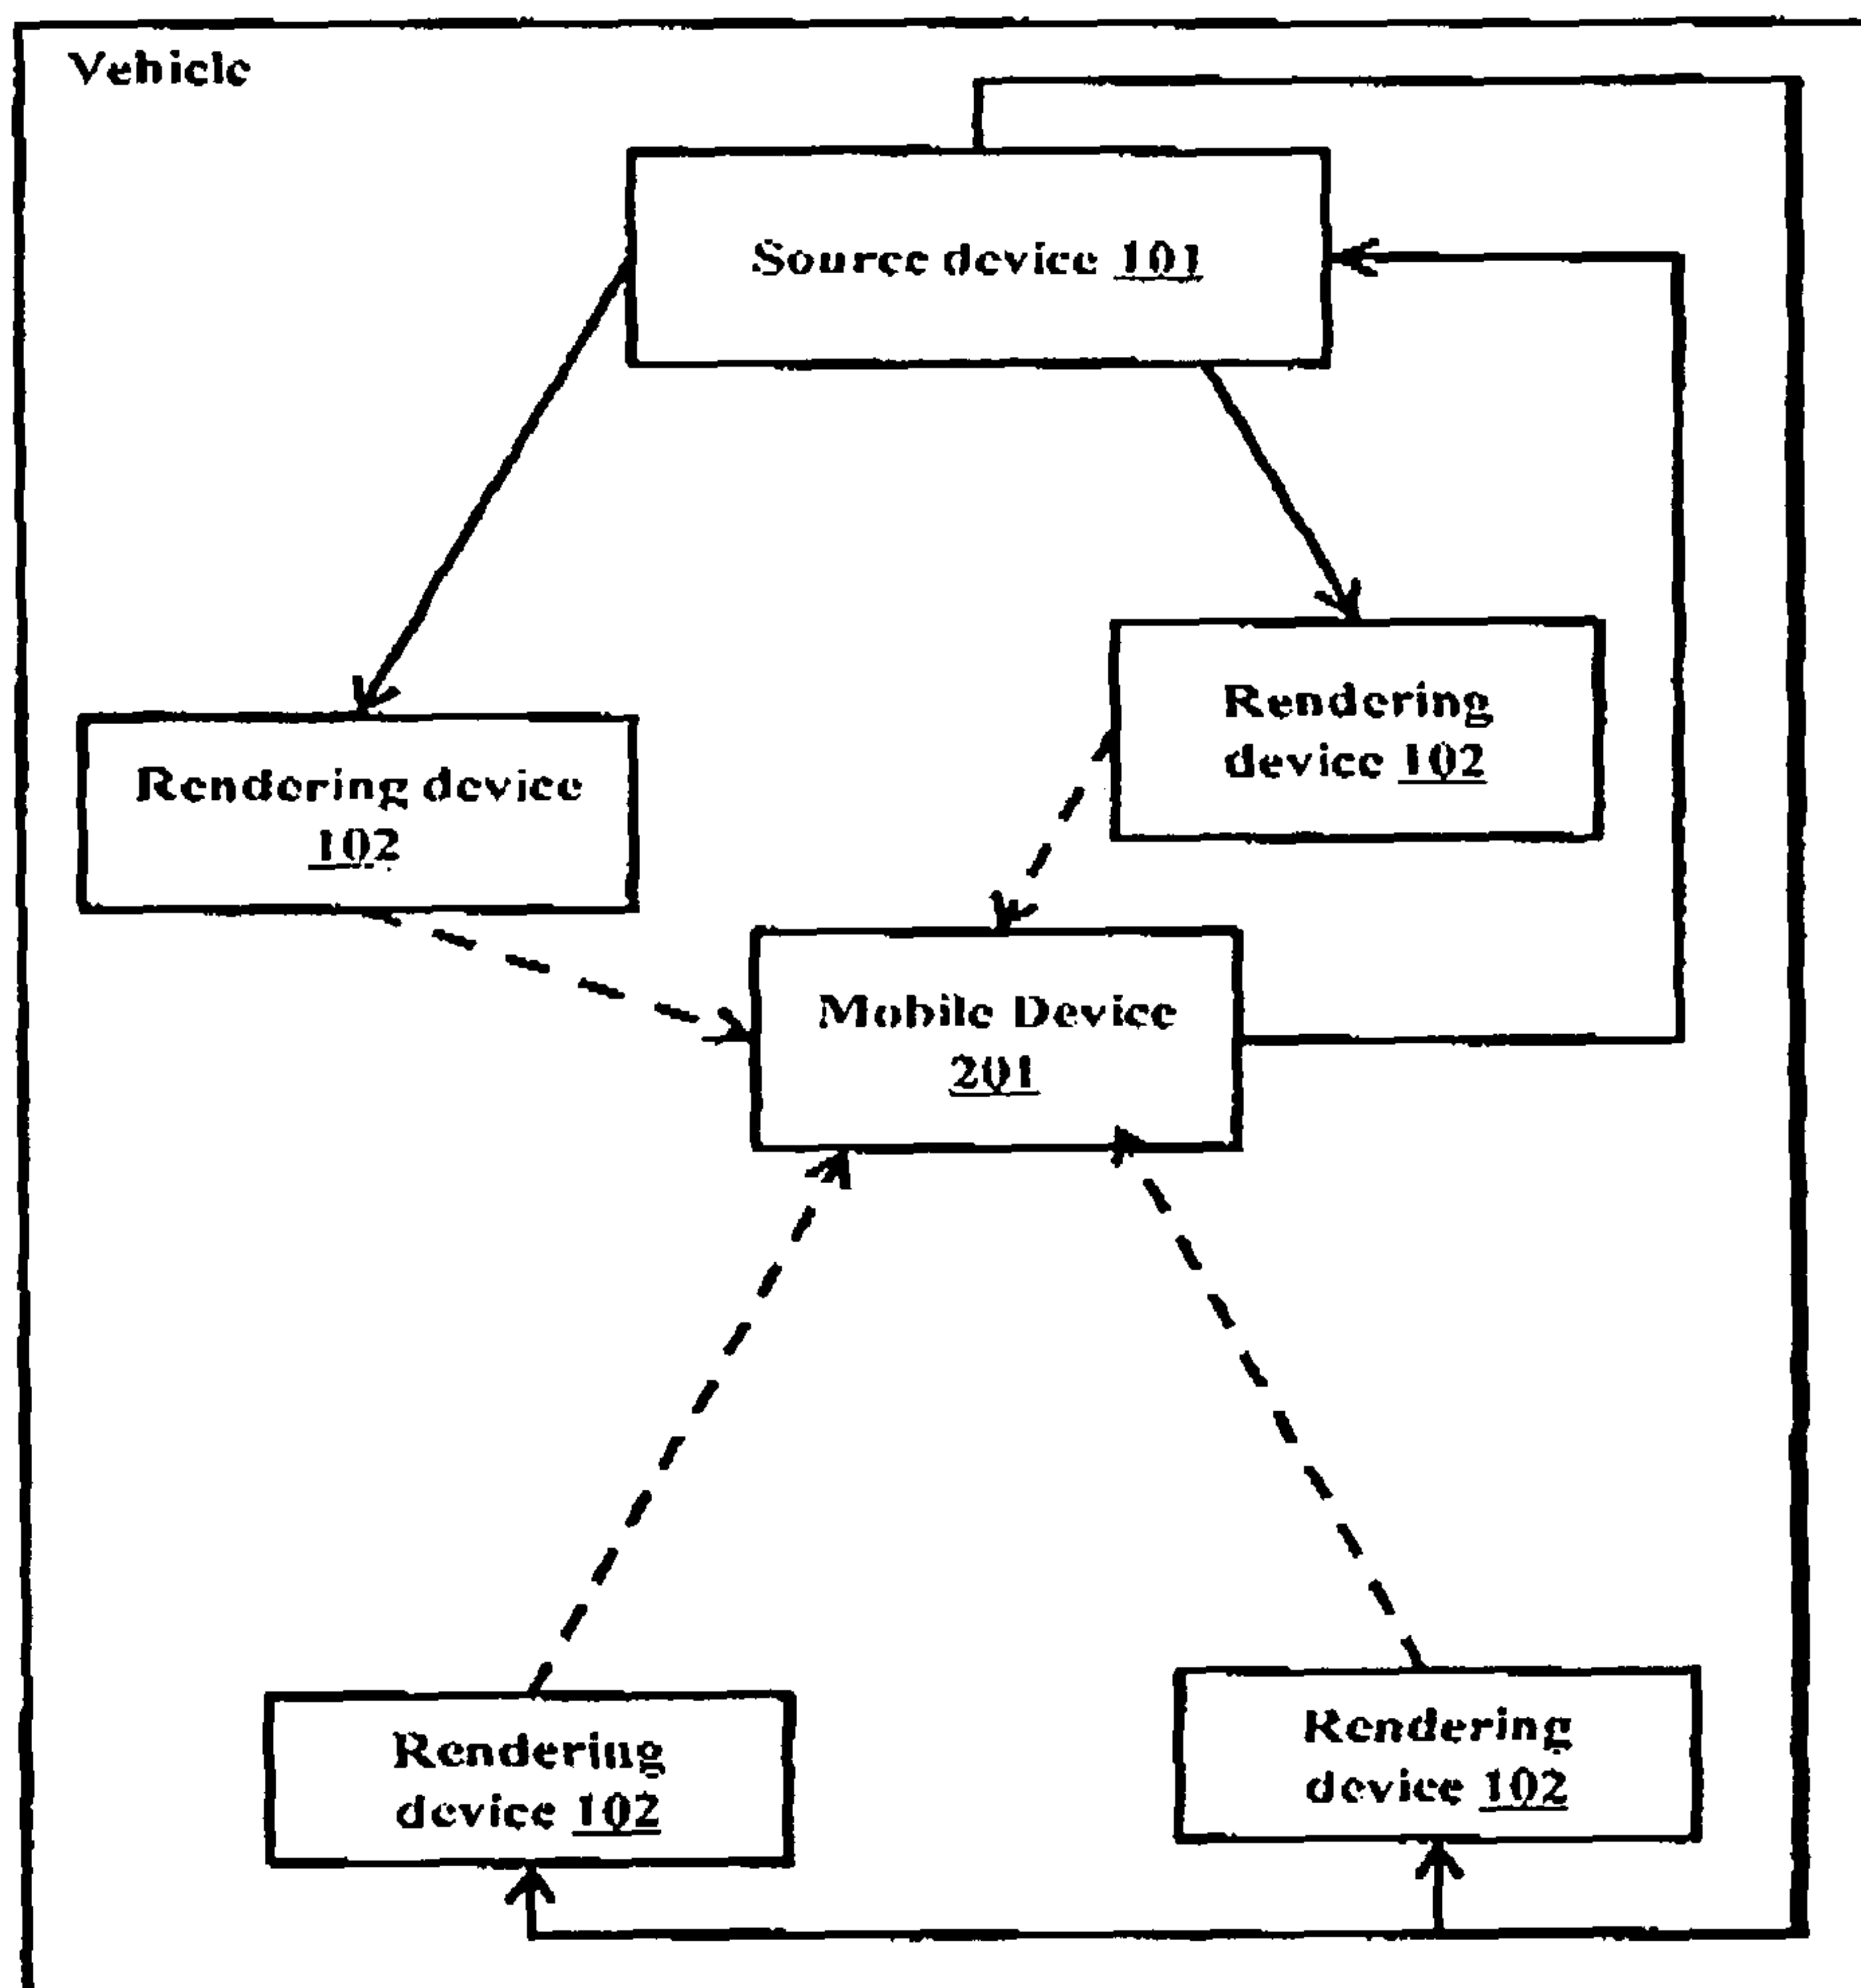 Vehicle
Source device 101
Rendering
device 102
Rendering device
102
Mobile Device
201
Rendering
device 102
Rendering
device 102